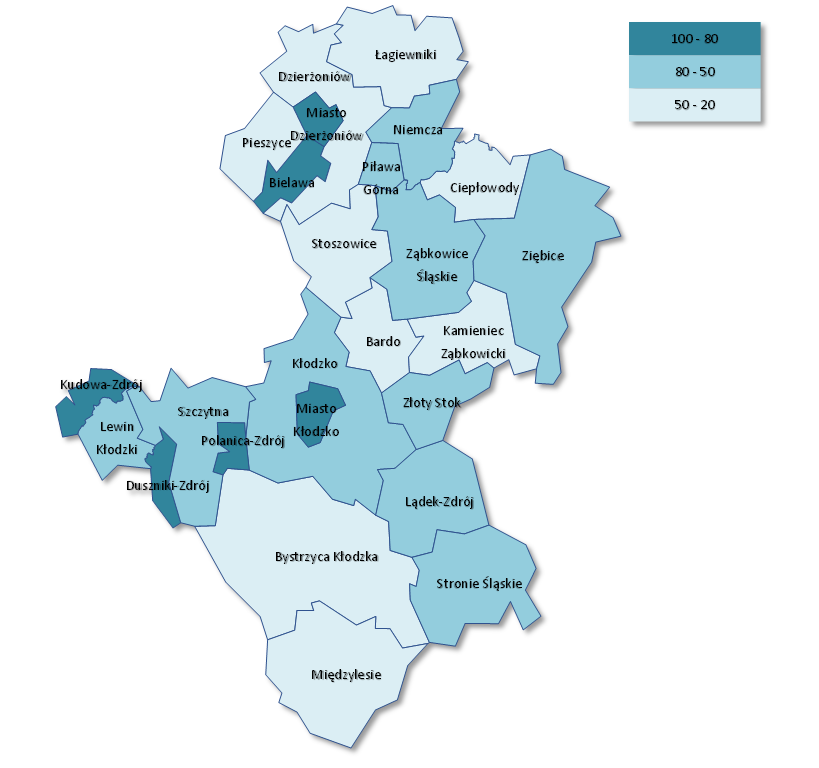 100 - 80
80 - 50
50 - 20
Łagiewniki
Dzierżoniów
Miasto
Dzierżoniów
Niemcza
Pieszyce
Piława
Górna
Bielawa
Ciepłowody
Stoszowice
Ząbkowice
Śląskie
Ziębice
Kamieniec
Ząbkowicki
Bardo
Kłodzko
Kudowa-Zdrój
Złoty Stok
Szczytna
Miasto
Kłodzko
Lewin
Kłodzki
Polanica-Zdrój
Duszniki-Zdrój
Lądek-Zdrój
Bystrzyca Kłodzka
Stronie Śląskie
Międzylesie